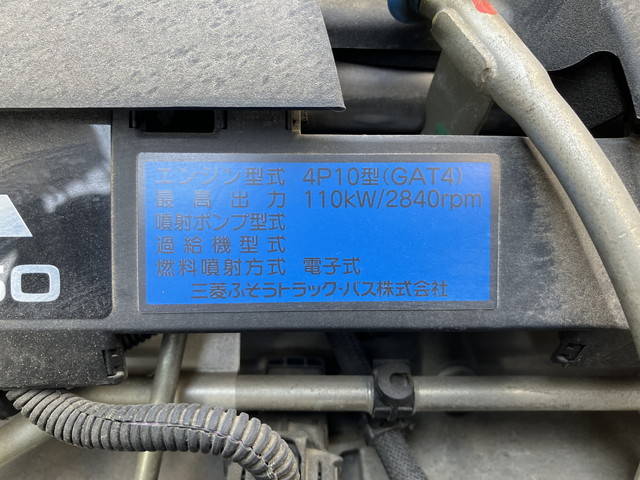 エンジン型式 4P10型(GAT4)
最高出力 110kW/2840rpm
噴射ポンプ型式
過給機型式
燃料噴射方式 電子式
三菱ふそうトラック・バス株式会社
50